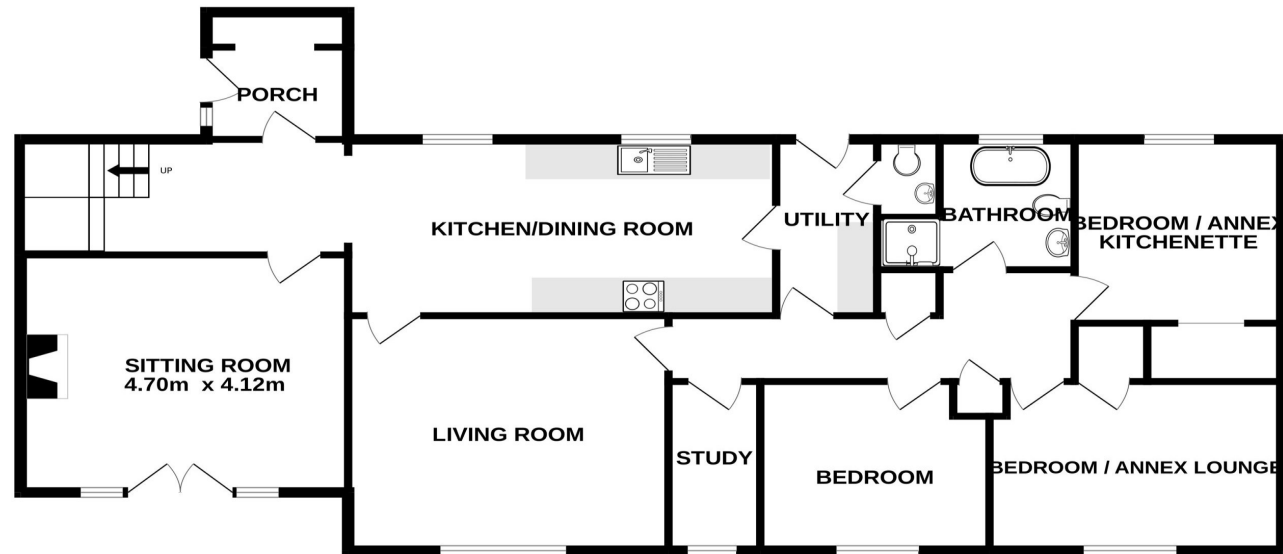 PORCH
UP
KITCHEN/DINING ROOM
UTILITY
BATHROOM
BEDROOM / ANNEX
KITCHENETTE
SITTING ROOM
4.70m x 4.12m
LIVING ROOM
STUDY
BEDROOM
BEDROOM / ANNEX LOUNGE